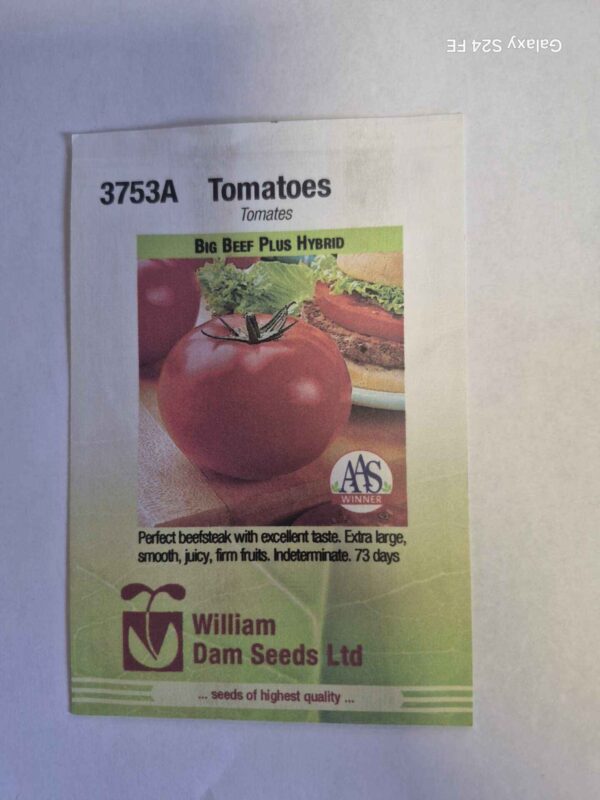 Galaxy S24 FE
3753A Tomatoes
Tomates
BIG BEEF PLUS HYBRID
AAS
WINNER
Perfect beefsteak with excellent taste. Extra large,
smooth, juicy, firm fruits. Indeterminate. 73 days
William
Dam Seeds Ltd
... seeds of highest quality ...